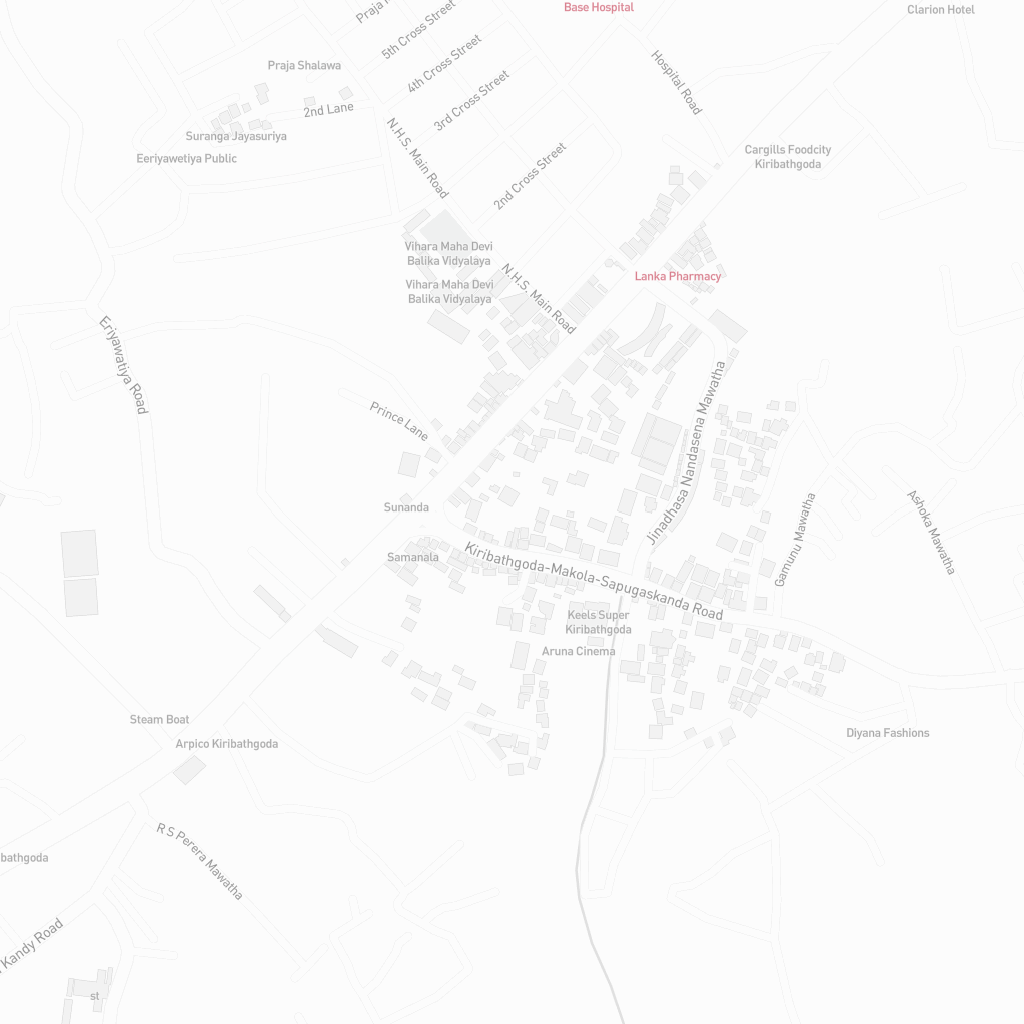 Base Hospital
Clarion Hotel
5th Cross Street
Praja Shalawa
4th Cross Street
Hospital Road
3rd Cross Street
2nd Lane
Suranga Jayasuriya
Eeriyawetiya Public
N.H.S. Main Road
Cargills Foodcity
Kiribathgoda
2nd Cross Street
Vihara Maha Devi
Balika Vidyalaya
Vihara Maha Devi
Balika Vidyalaya
Lanka Pharmacy
N.H.S. Main Road
Eriyawatiya Road
Prince Lane
Jinadhasa Nandasena Mawatha
Sunanda
Samanala
Gamunu Mawatha
Ashoka Mawatha
Kiribathgoda-Makola-Sapugaskanda Road
Keels Super
Kiribathgoda
Aruna Cinema
Steam Boat
Arpico Kiribathgoda
Diyana Fashions
R S Perera Mawatha
bathgoda
Kandy Road
st